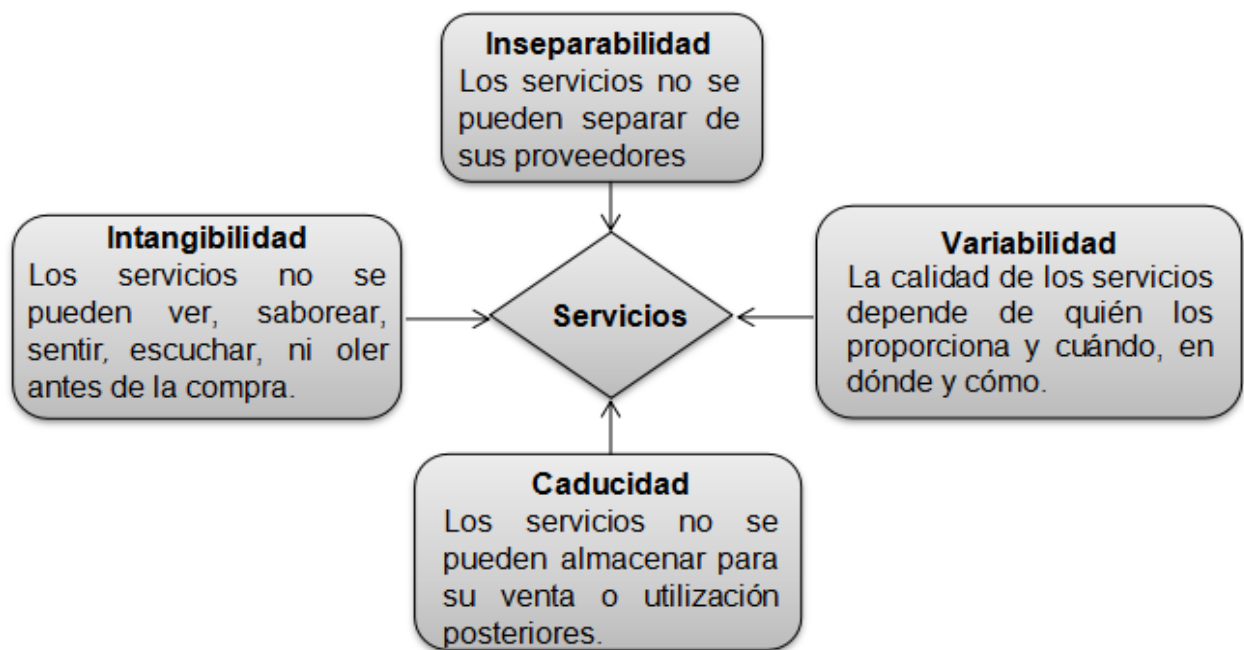 Inseparabilidad
Los servicios no se
pueden separar de
sus proveedores
Intangibilidad
Los servicios no se
pueden ver, saborear,
sentir, escuchar, ni oler
antes de la compra.
Servicios
Variabilidad
La calidad de los servicios
depende de quién los
proporciona y cuándo, en
dónde y cómo.
Caducidad
Los servicios no se
pueden almacenar para
su venta o utilización
posteriores.